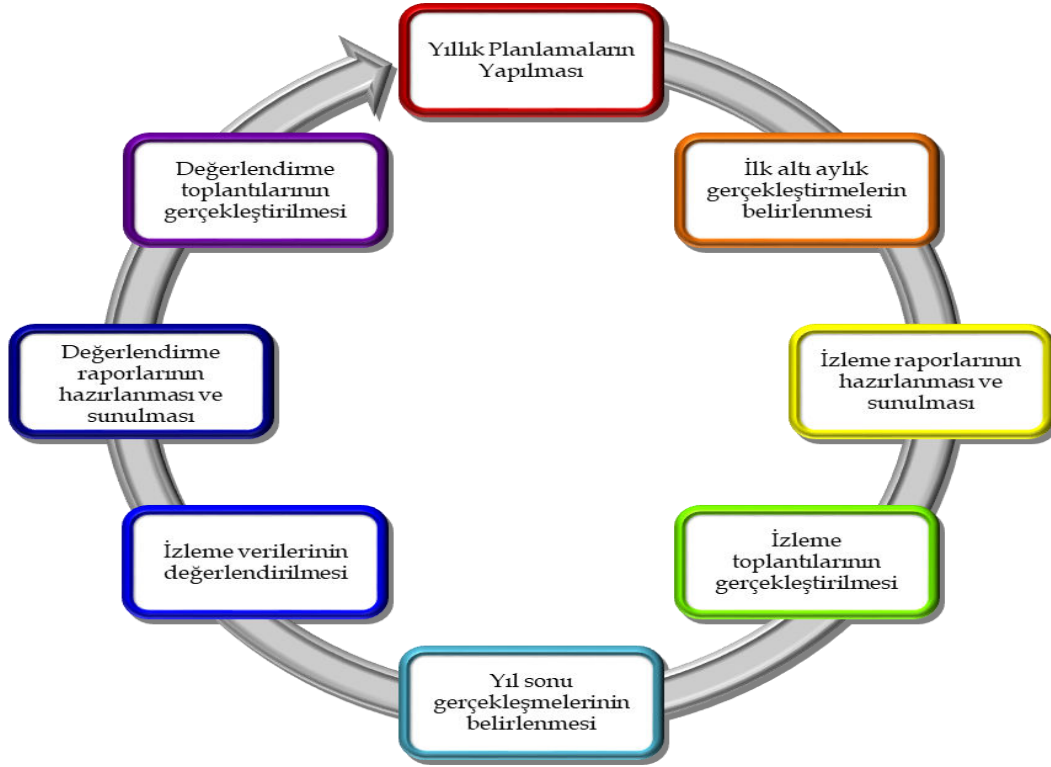 Yıllık Planlamaların
Yapılması
İlk altı aylık
gerçekleştirmelerin
belirlenmesi
İzleme raporlarının
hazırlanması ve
sunulması
İzleme
toplantılarının
gerçekleştirilmesi
Yıl sonu
gerçekleşmelerinin
belirlenmesi
İzleme verilerinin
değerlendirilmesi
Değerlendirme
raporlarının
hazırlanması ve
sunulması
Değerlendirme
toplantılarının
gerçekleştirilmesi